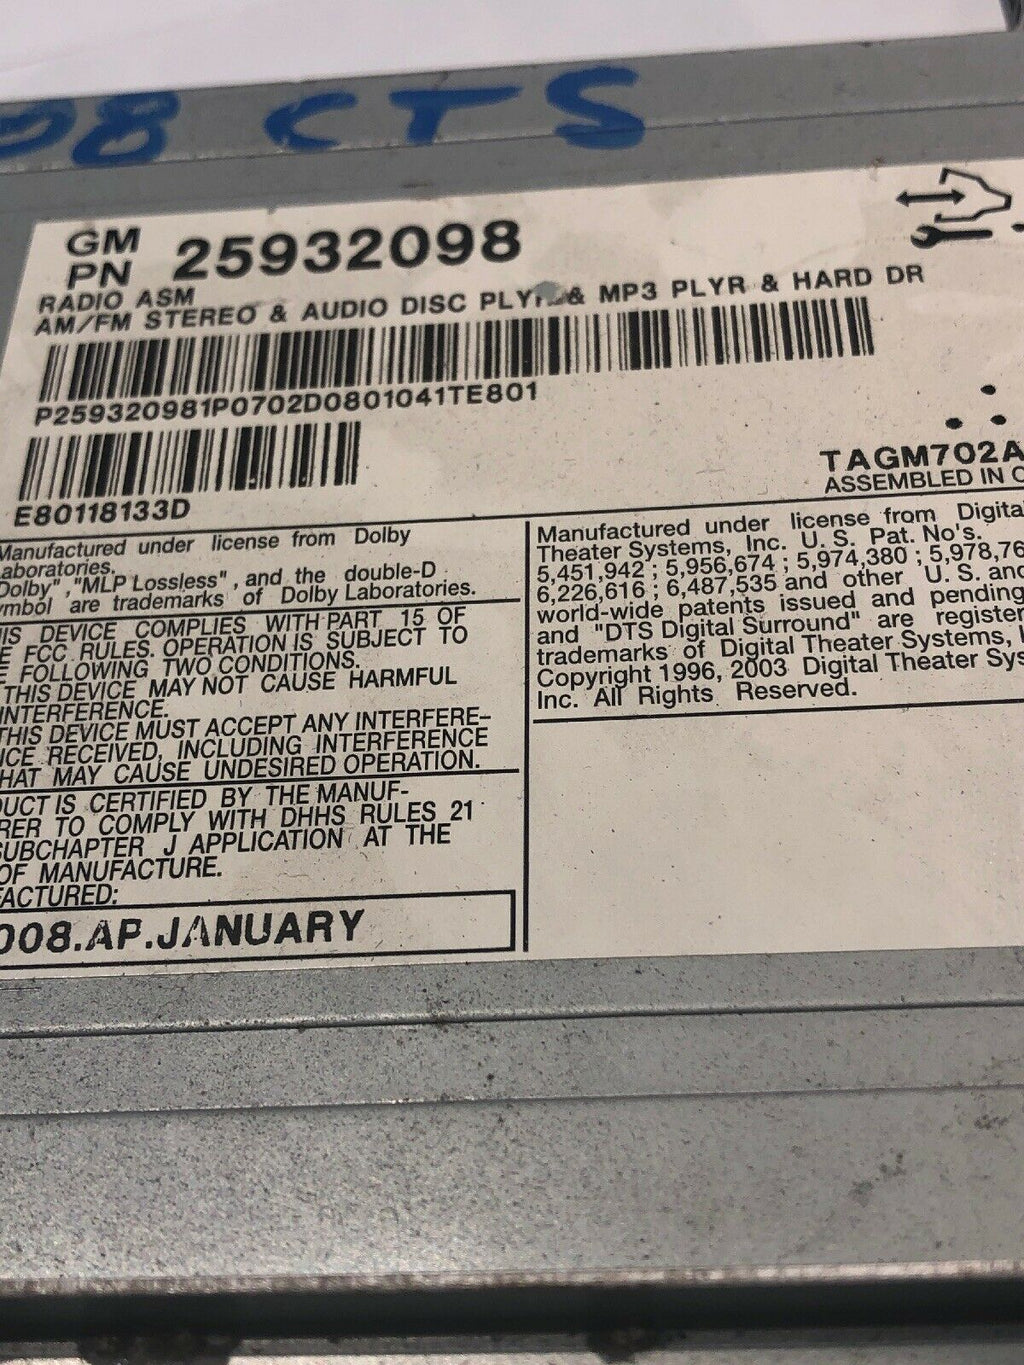 08 CTS
GM
PN 25932098
RADIO ASM
AM/FM STEREO & AUDIO DISC & MP3 PLYR & HARD DR
P259320981P0702D0801041TE801
E80118133D
TAGM702A
ASSEMBLED IN
Manufactured under license from Dolby
aboratories.
Dolby", "MLP Lossless", and the double-D
ymbol are trademarks of Dolby Laboratories.
IS DEVICE COMPLIES WITH PART 15 OF
E FCC RULES. OPERATION IS SUBJECT TO
E FOLLOWING TWO CONDITIONS.
THIS DEVICE MAY NOT CAUSE HARMFUL
INTERFERENCE.
THIS DEVICE MUST ACCEPT ANY INTERFERE-
ICE RECEIVED, INCLUDING INTERFERENCE
HAT MAY CAUSE UNDESIRED OPERATION.
DUCT IS CERTIFIED BY THE MANUF-
RER TO COMPLY WITH DHHS RULES 21
SUBCHAPTER J APPLICATION AT THE
OF MANUFACTURE.
FACTURED:
008.AP.JANUARY
Manufactured under license from Digita
Theater Systems, Inc. U. S. Pat. No's.
5,451,942 ; 5,956,674 ; 5,974,380 ; 5,978,76
6,226,616 ; 6,487,535 and other U. S. and
world-wide patents issued and pending
and "DTS Digital Surround" are register
trademarks of Digital Theater Systems,
Copyright 1996, 2003 Digital Theater Sys
Inc. All Rights Reserved.